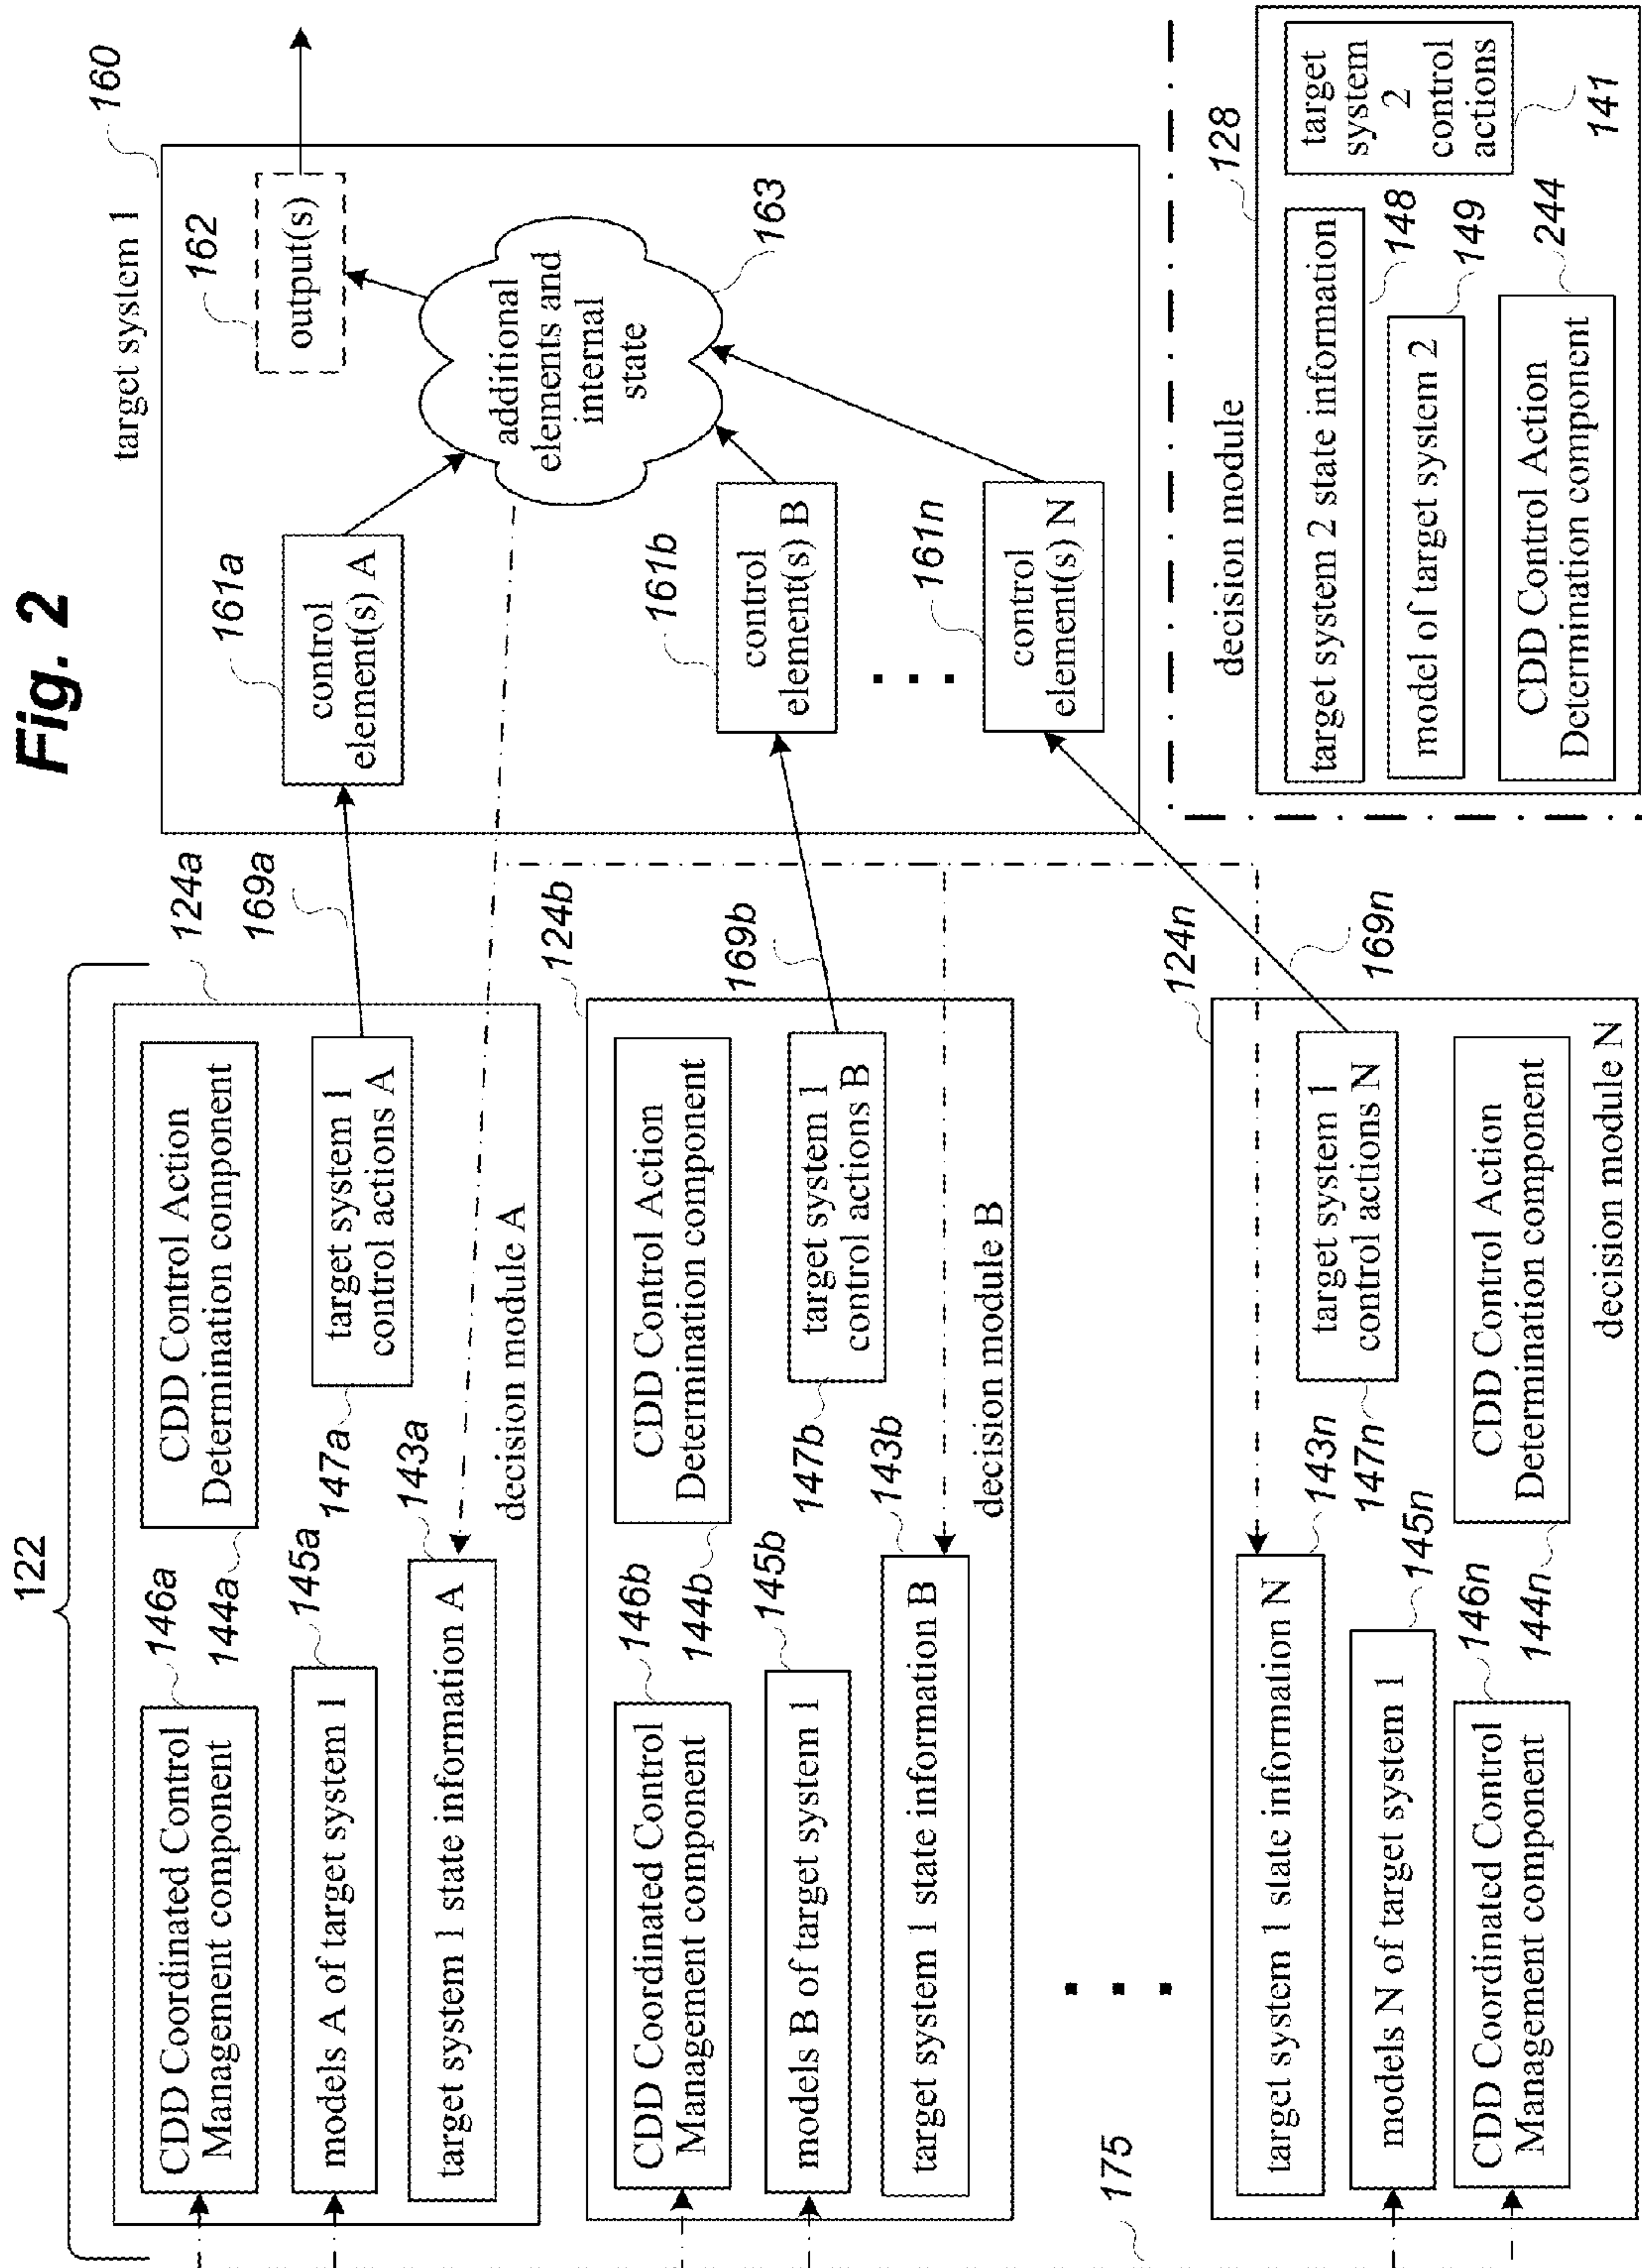 Fig. 2
122
124a
146a
CDD Coordinated Control
Management component
144a
CDD Control Action
Determination component
145a
models A of target system 1
147a
target system 1
control actions A
169a
143a
target system 1 state information A
decision module A
124b
146b
CDD Coordinated Control
Management component
144b
CDD Control Action
Determination component
145b
models B of target system 1
147b
target system 1
control actions B
169b
143b
target system 1 state information B
decision module B
124n
target system 1 state information N
143n
target system 1
control actions N
147n
169n
models N of target system 1
145n
CDD Coordinated Control
Management component
146n
144n
CDD Control Action
Determination component
decision module N
175
target system 1
160
161a
control
element(s) A
162
output(s)
additional
elements and
internal
state
163
161b
control
element(s) B
161n
control
element(s) N
decision module
128
target system 2 state information
148
model of target system 2
149
CDD Control Action
Determination component
244
target
system
2
control
actions
141